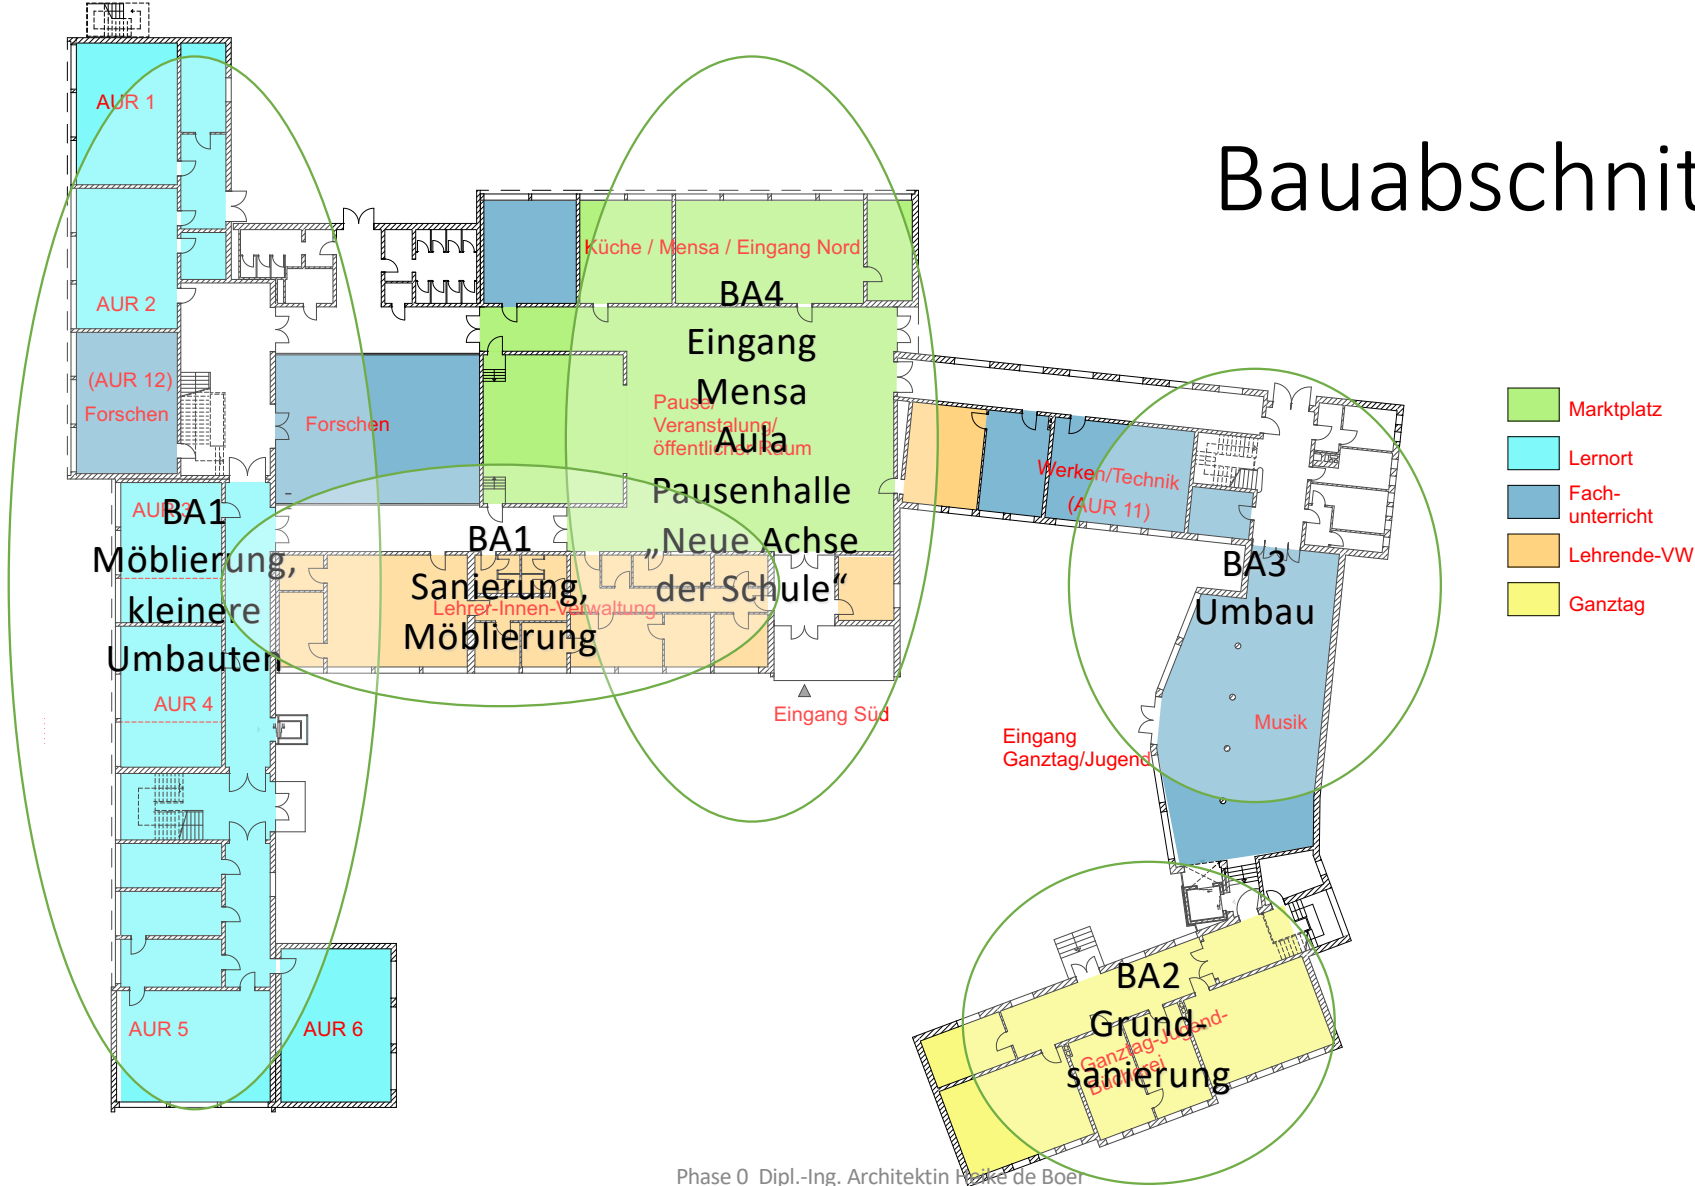 Bauabschnit
AUR 1
AUR 2
(AUR 12)
Forschen
Forschen
Küche / Mensa / Eingang Nord
BA4
Eingang
Mensa
Aula
Pausenhalle
„Neue Achse
der Schule“
Pause/
Veranstalung/
öffentlicher Raum
Werken/Technik
(AUR 11)
Marktplatz
Lernort
Fach-
unterricht
Lehrende-VW
Ganztag
AUR 3
BA1
Möblierung,
kleinere
Umbauten
BA1
Sanierung,
Möblierung
Lehrer-Innen-Verwaltung
BA3
Umbau
AUR 4
Eingang Süd
Eingang
Ganztag/Jugend
Musik
AUR 5
AUR 6
BA2
Grund-
sanierung
Ganztag-Jugend-
Bücherei
Phase 0 Dipl.-Ing. Architektin Heike de Boer